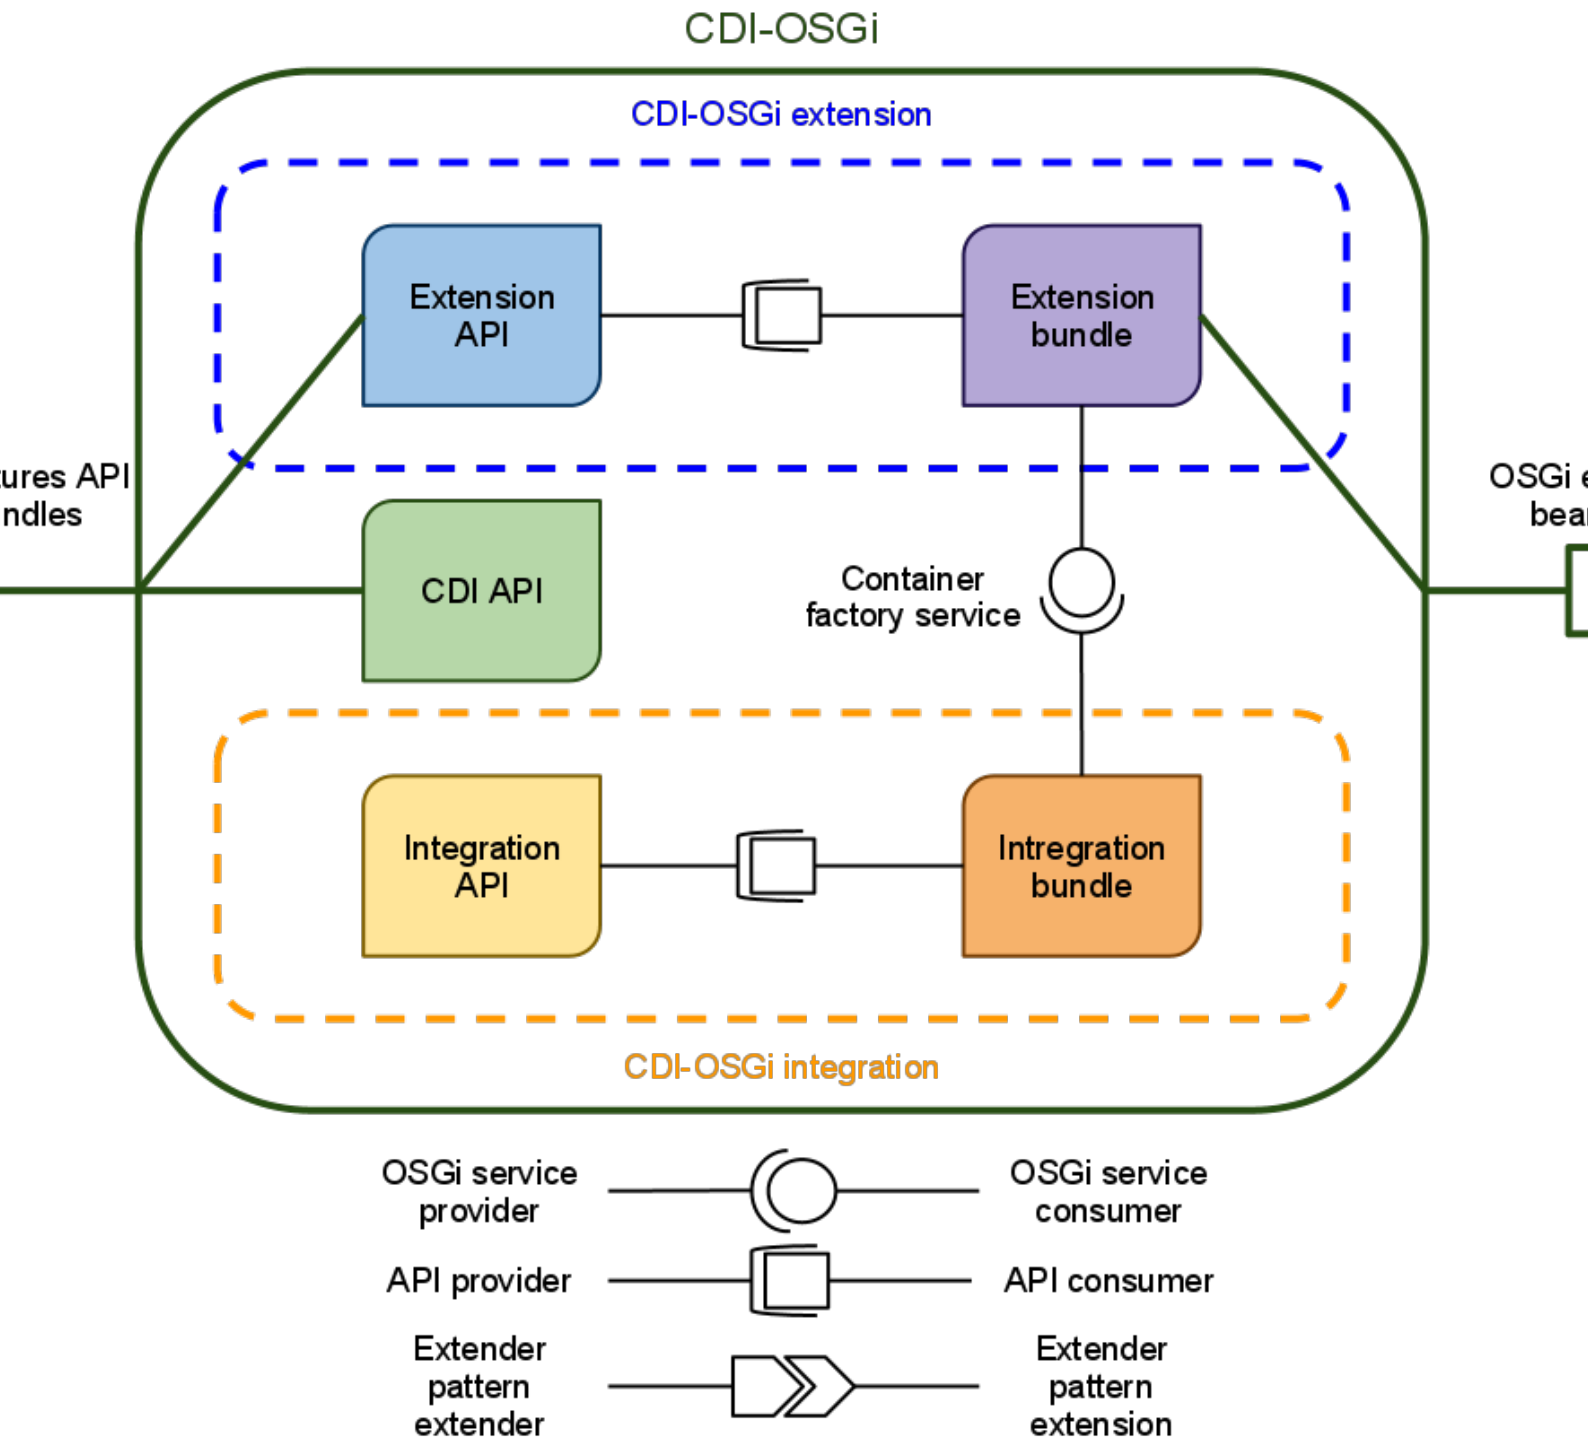 CDI-OSGi
CDI-OSGi extension
Extension
API
Extension
bundle
tures API
ndles
OSGi e
bea
CDI API
Container
factory service
Integration
API
Intregration
bundle
CDI-OSGi integration
OSGi service
provider
OSGi service
consumer
API provider
API consumer
Extender
pattern
extender
Extender
pattern
extension